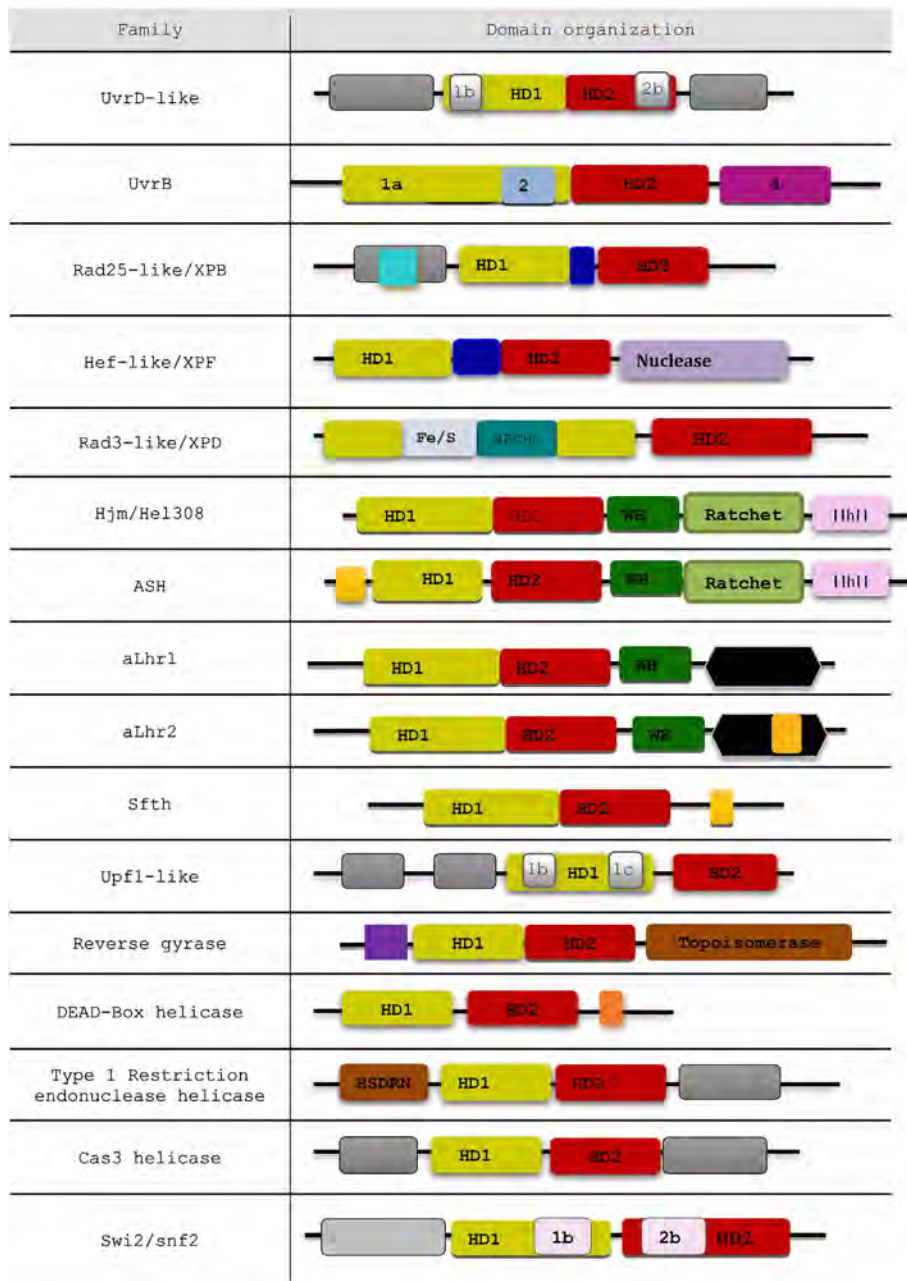 Family Domain organization
UvrD-like 1b HD1 HD2 2b
UvrB 1a 2 HD2 4
Rad25-like/XPB HD1 HD2
Hef-like/XPF HD1 HD2 Nuclease
Rad3-like/XPD Fe/S HD2
Hjm/Hel308 HD1 HD2 WH Ratchet HhH
ASH HD1 HD2 WH Ratchet HhH
aLhr1 HD1 HD2 WH
aLhr2 HD1 HD2 WH
Sfth HD1 HD2
Upf1-like 1b HD1 1c HD2
Reverse gyrase HD1 HD2 Topoisomerase
DEAD-Box helicase HD1 HD2
Type I Restriction
endonuclease helicase HSDRN HD1 HD2
Cas3 helicase HD1 HD2
Swi2/snf2 HD1 1b 2b HD2